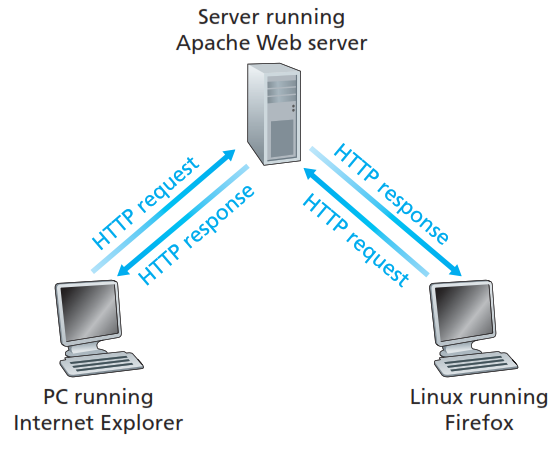 Server running
Apache Web server
HTTP request
HTTP response
HTTP response
HTTP request
PC running
Internet Explorer
Linux running
Firefox